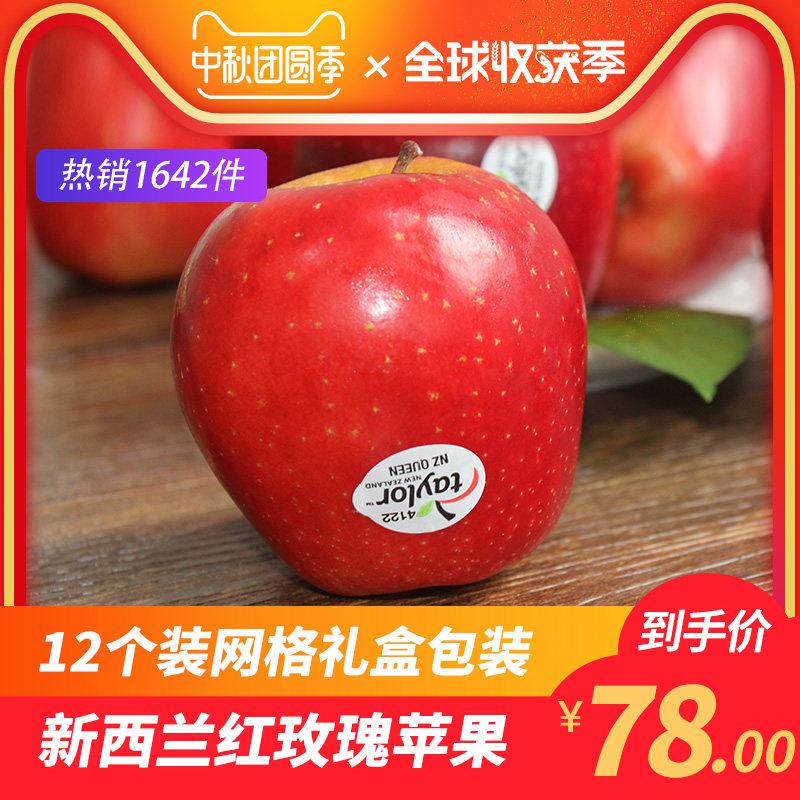 中秋团圆季 × 全球收获季
热销1642件
4122
taylor™
NEW ZEALAND
NZ QUEEN
12个装网格礼盒包装
新西兰红玫瑰苹果
到手价
¥78.00